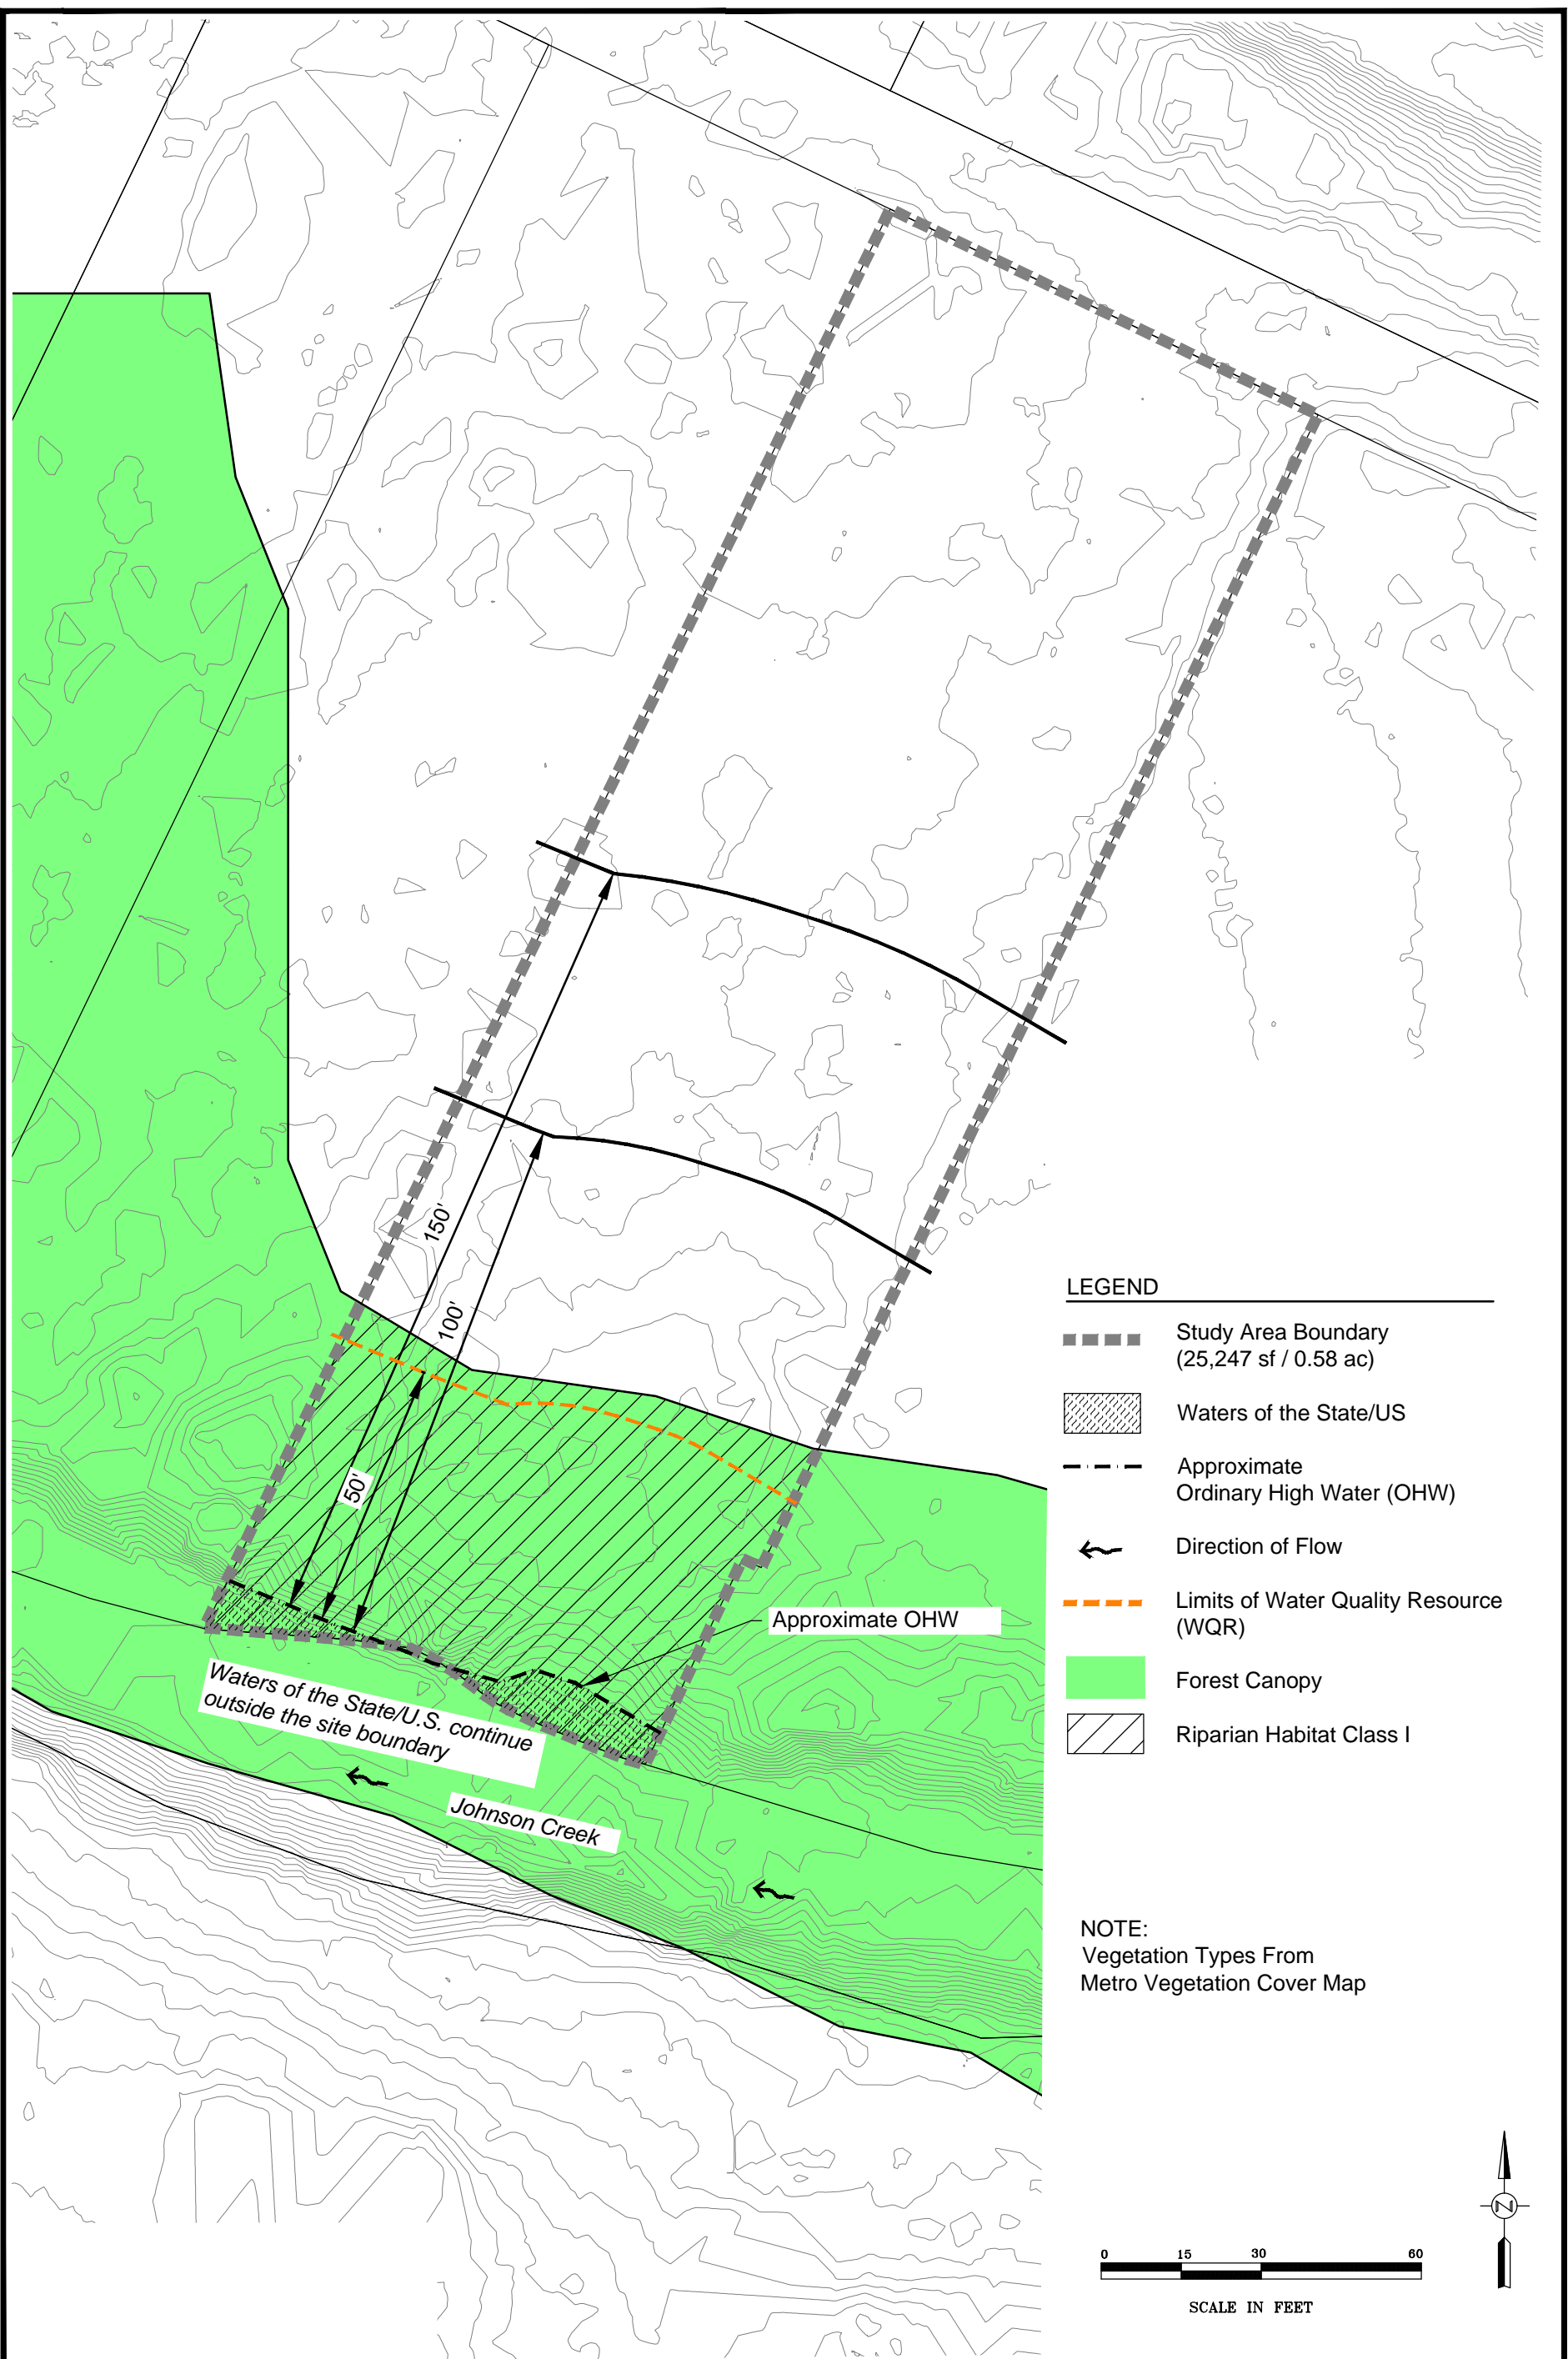 150'
100'
50'
Approximate OHW
Waters of the State/U.S. continue
outside the site boundary
Johnson Creek
LEGEND
Study Area Boundary
(25,247 sf / 0.58 ac)
Waters of the State/US
Approximate
Ordinary High Water (OHW)
Direction of Flow
Limits of Water Quality Resource
(WQR)
Forest Canopy
Riparian Habitat Class I
NOTE:
Vegetation Types From
Metro Vegetation Cover Map
N
0 15 30 60
SCALE IN FEET